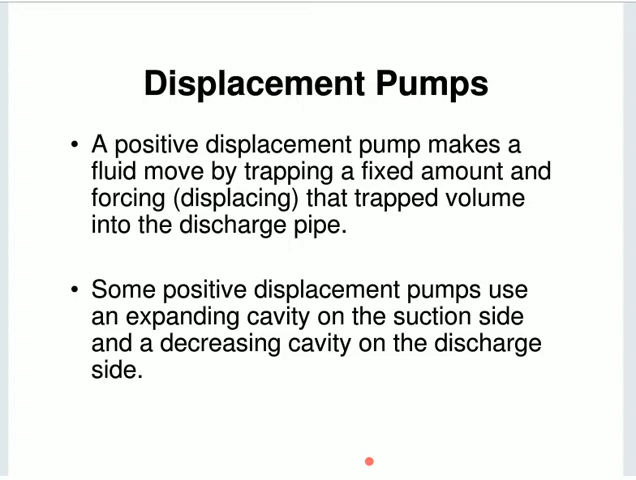 Displacement Pumps
• A positive displacement pump makes a
fluid move by trapping a fixed amount and
forcing (displacing) that trapped volume
into the discharge pipe.
• Some positive displacement pumps use
an expanding cavity on the suction side
and a decreasing cavity on the discharge
side.